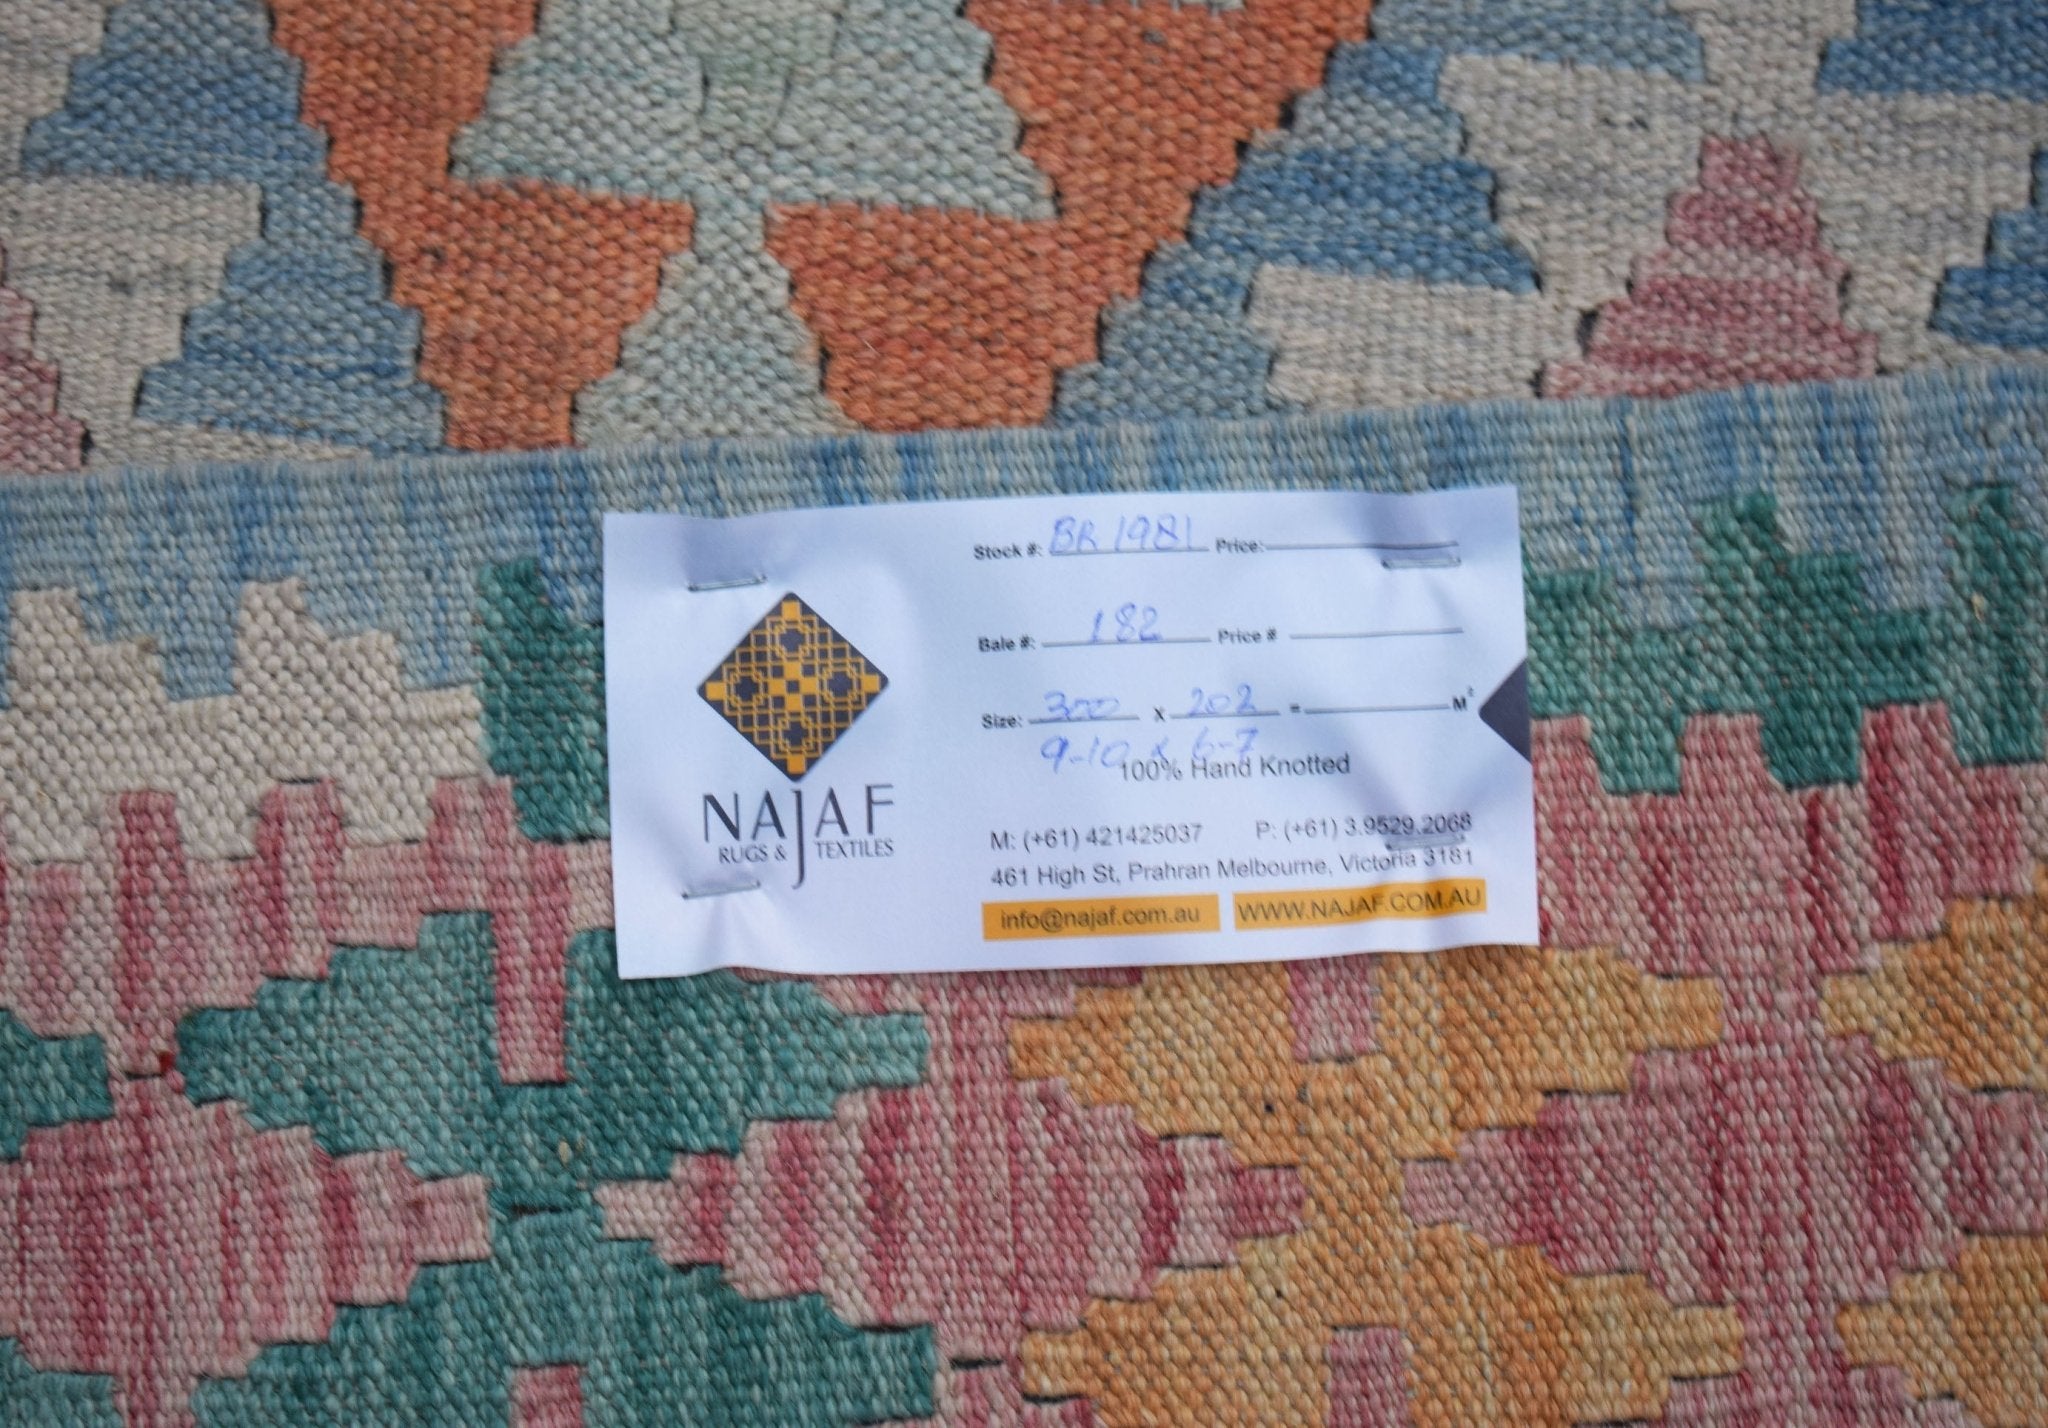 NAJAF
RUGS & TEXTILES
Stock #: BR 1981 Price:
Bale #: 182 Price #
Size: 300 x 202 = M²
9-10 x 6-7
100% Hand Knotted
M: (+61) 421425037 P: (+61) 3.9529.2068
461 High St, Prahran Melbourne, Victoria 3181
info@najaf.com.au WWW.NAJAF.COM.AU